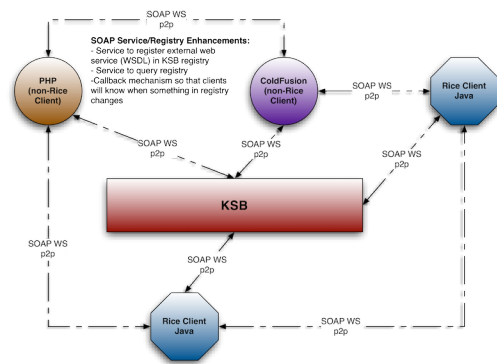 SOAP WS
p2p
SOAP Service/Registry Enhancements:
- Service to register external web
service (WSDL) in KSB registry
- Service to query registry
-Callback mechanism so that clients
will know when something in registry
changes
PHP
(non-Rice
Client)
ColdFusion
(non-Rice
Client)
Rice Client
Java
SOAP WS
p2p
SOAP WS
p2p
SOAP WS
p2p
SOAP WS
p2p
SOAP WS
p2p
SOAP WS
p2p
KSB
SOAP WS
p2p
Rice Client
Java
SOAP WS
p2p